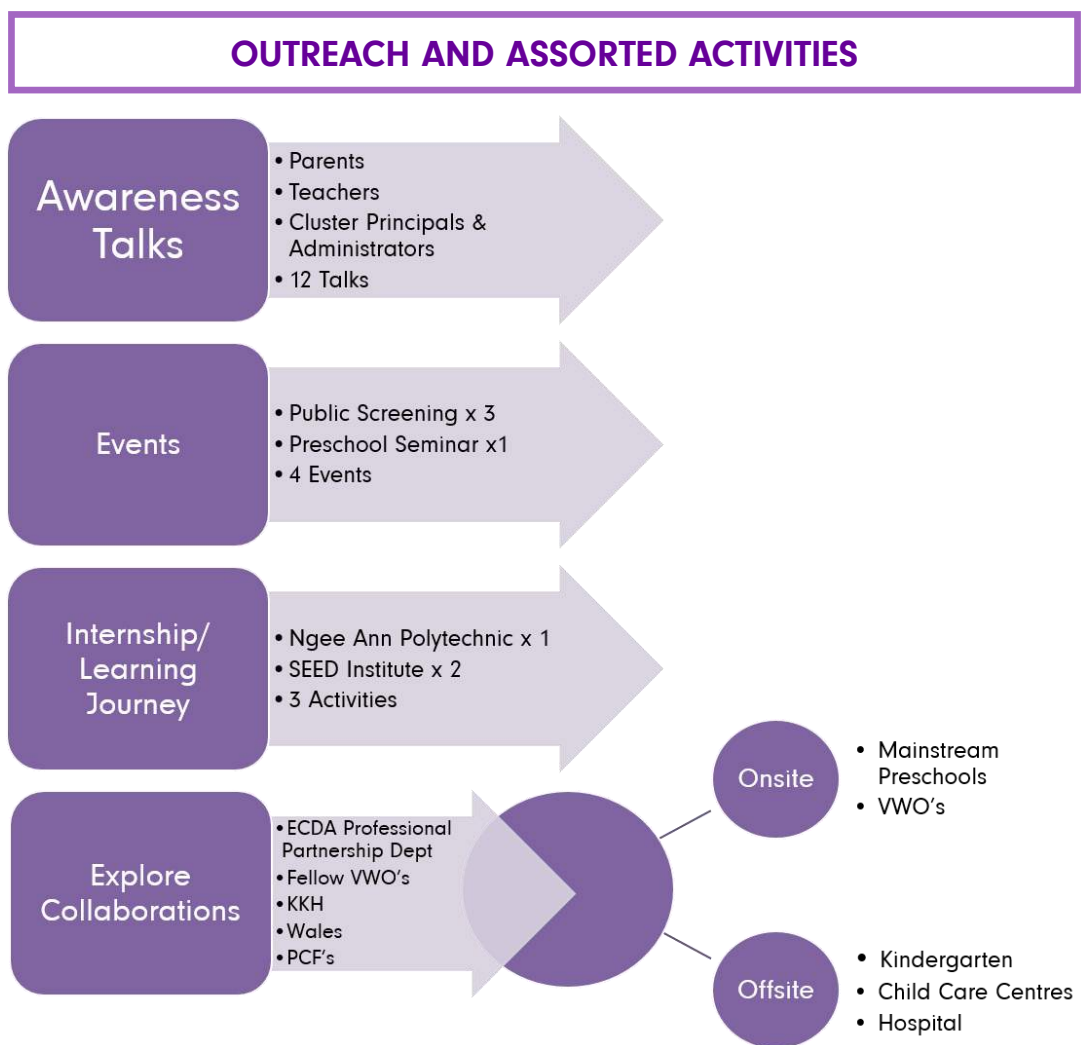 OUTREACH AND ASSORTED ACTIVITIES
Awareness
Talks
• Parents
• Teachers
• Cluster Principals &
Administrators
• 12 Talks
Events
• Public Screening x 3
• Preschool Seminar x1
• 4 Events
Internship/
Learning
Journey
• Ngee Ann Polytechnic x 1
• SEED Institute x 2
• 3 Activities
Explore
Collaborations
• ECDA Professional
Partnership Dept
• Fellow VWO's
• KKH
• Wales
• PCF's
Onsite
• Mainstream
Preschools
• VWO's
Offsite
• Kindergarten
• Child Care Centres
• Hospital